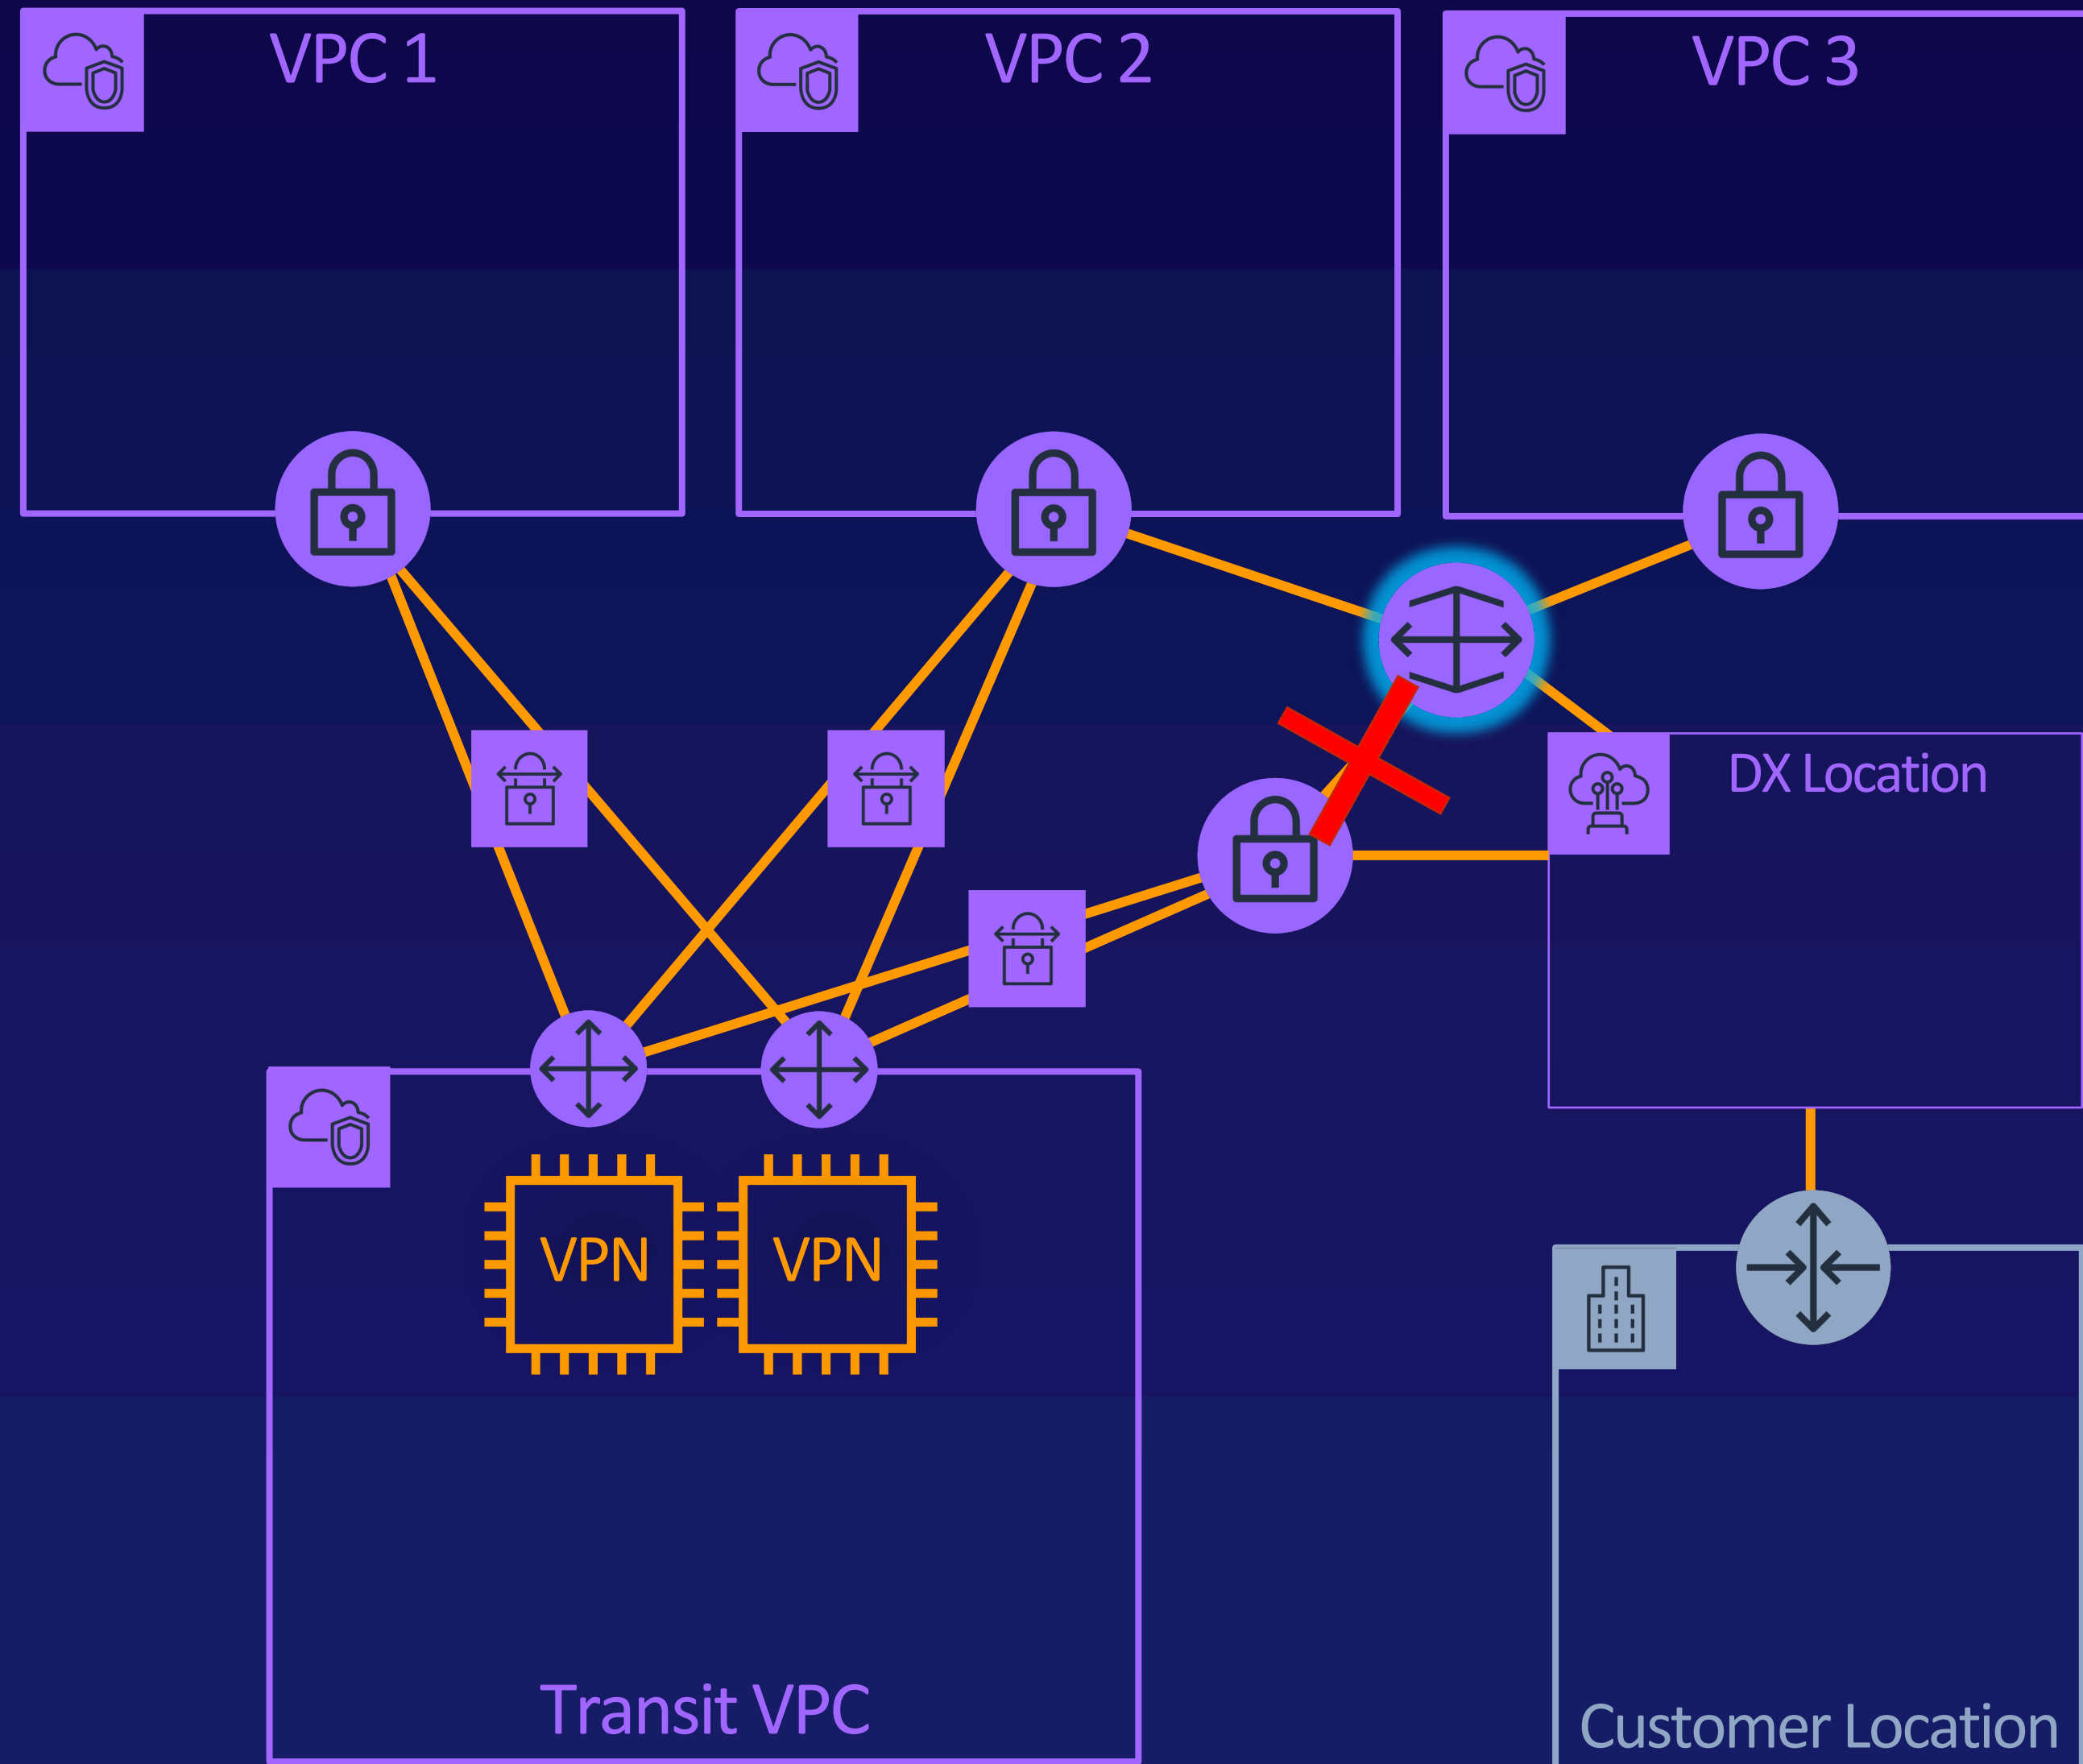 VPC 1
VPC 2
VPC 3
DX Location
VPN
VPN
Transit VPC
Customer Location